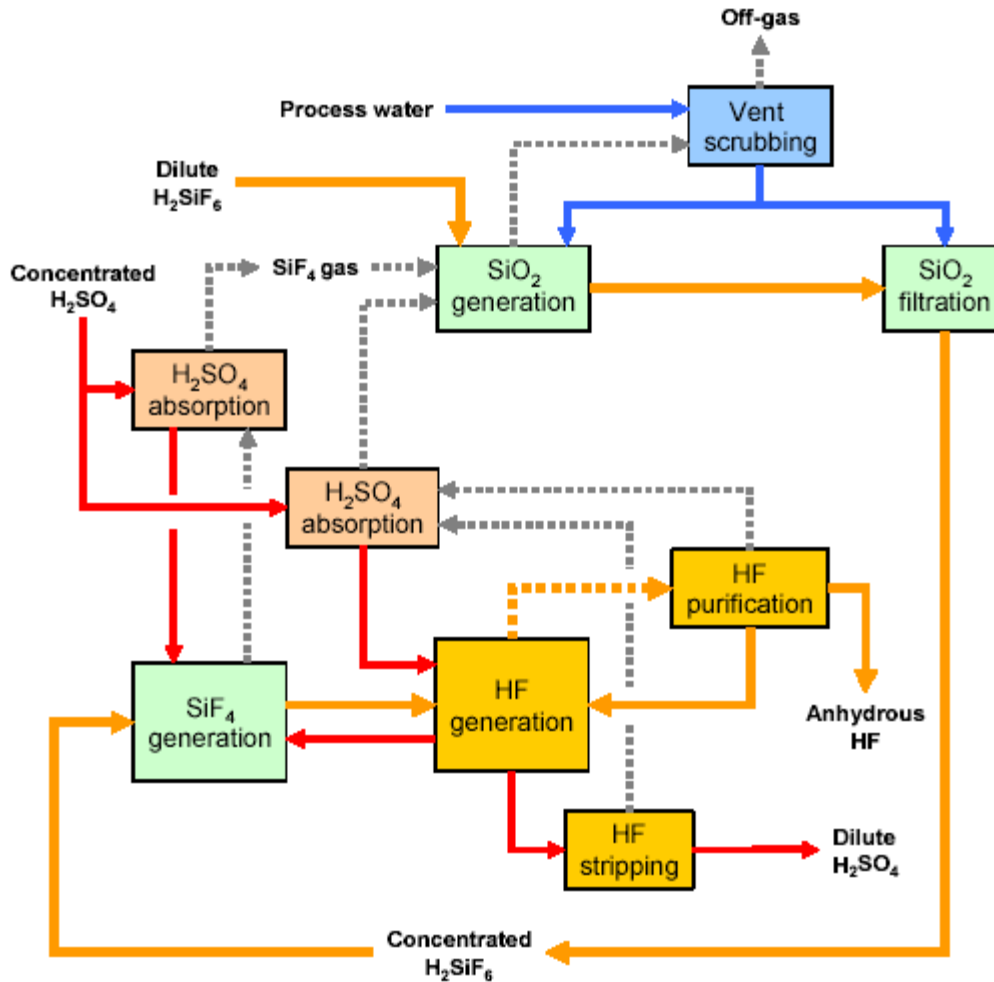 Off-gas
Process water
Vent
scrubbing
Dilute
H₂SiF₆
Concentrated
H₂SO₄
SiF₄ gas
SiO₂
generation
SiO₂
filtration
H₂SO₄
absorption
H₂SO₄
absorption
HF
purification
SiF₄
generation
HF
generation
Anhydrous
HF
HF
stripping
Dilute
H₂SO₄
Concentrated
H₂SiF₆